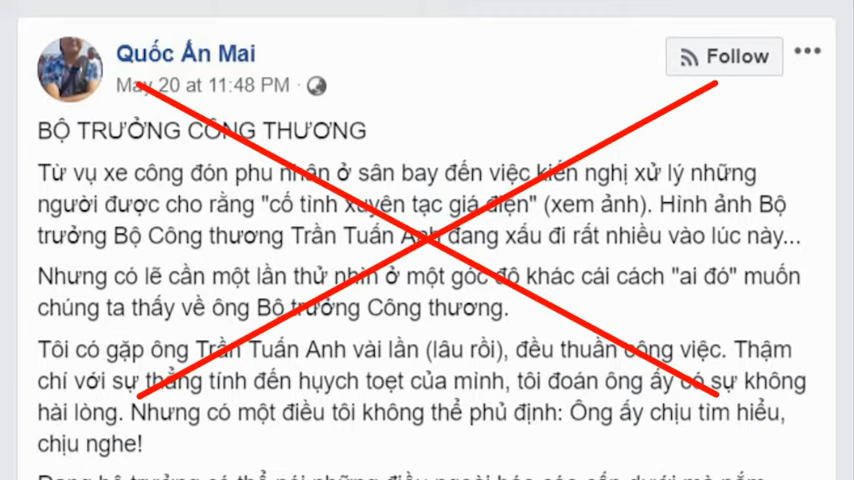 Quốc Ấn Mai
May 20 at 11:48 PM ·
Follow
BỘ TRƯỞNG CÔNG THƯƠNG
Từ vụ xe công đón phu nhân ở sân bay đến việc kiến nghị xử lý những
người được cho rằng "cố tình xuyên tạc giá điện" (xem ảnh). Hình ảnh Bộ
trưởng Bộ Công thương Trần Tuấn Anh đang xấu đi rất nhiều vào lúc này...
Nhưng có lẽ cần một lần thử nhìn ở một góc độ khác cái cách "ai đó" muốn
chúng ta thấy về ông Bộ trưởng Công thương.
Tôi có gặp ông Trần Tuấn Anh vài lần (lâu rồi), đều thuần công việc. Thậm
chí với sự thẳng tính đến huỵch toẹt của mình, tôi đoán ông ấy có sự không
hài lòng. Nhưng có một điều tôi không thể phủ định: Ông ấy chịu tìm hiểu,
chịu nghe!